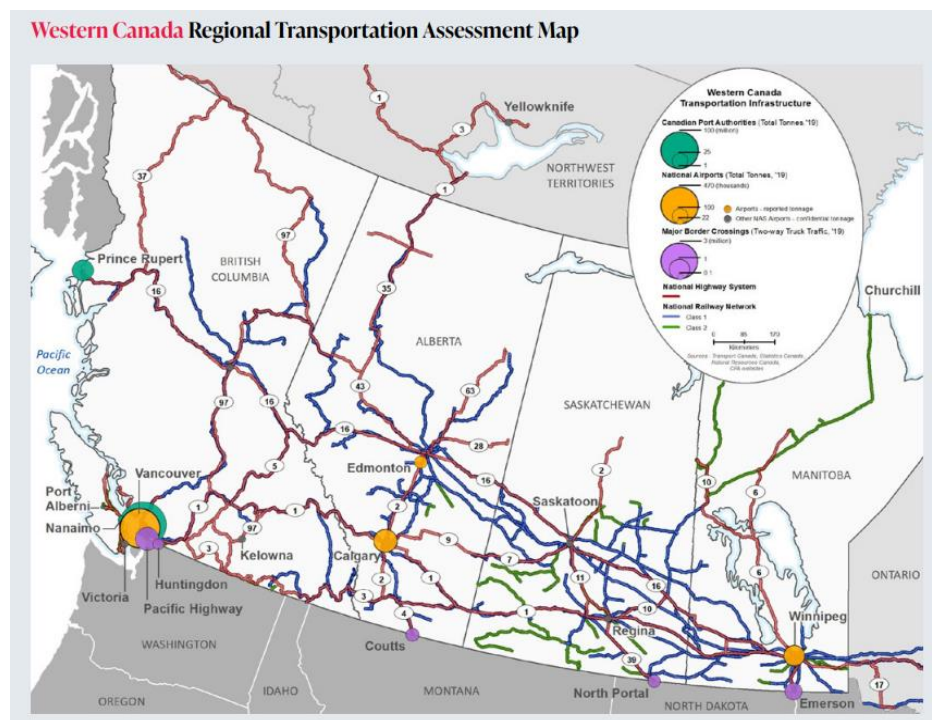 Western Canada Regional Transportation Assessment Map
Western Canada
Transportation Infrastructure
Canadian Port Authorities (Total Tonnes, '19)
100 (million)
25
1
National Airports (Total Tonnes, '19)
470 (thousands)
100
22
Airports - reported tonnage
Other NAS Airports - confidential tonnage
Major Border Crossings (Two-way Truck Traffic, '19)
3 (million)
1
0.1
National Highway System
National Railway Network
Class 1
Class 2
0 85 170
Kilometres
Sources: Transport Canada, Statistics Canada,
Natural Resources Canada,
Yellowknife
NORTHWEST
TERRITORIES
1
3
1
37
97
35
Prince Rupert
BRITISH
COLUMBIA
16
Churchill
Pacific
Ocean
ALBERTA
43
63
97
16
16
28
SASKATCHEWAN
Edmonton
5
16
2
MANITOBA
10
6
Vancouver
Port
Alberni
Nanaimo
1
1
2
Saskatoon
97
3
Kelowna
Calgary
9
7
6
Victoria
Huntingdon
Pacific Highway
3
2
1
11
16
ONTARIO
4
1
10
Winnipeg
Coutts
Regina
39
WASHINGTON
North Portal
17
Emerson
OREGON
IDAHO
MONTANA
NORTH DAKOTA